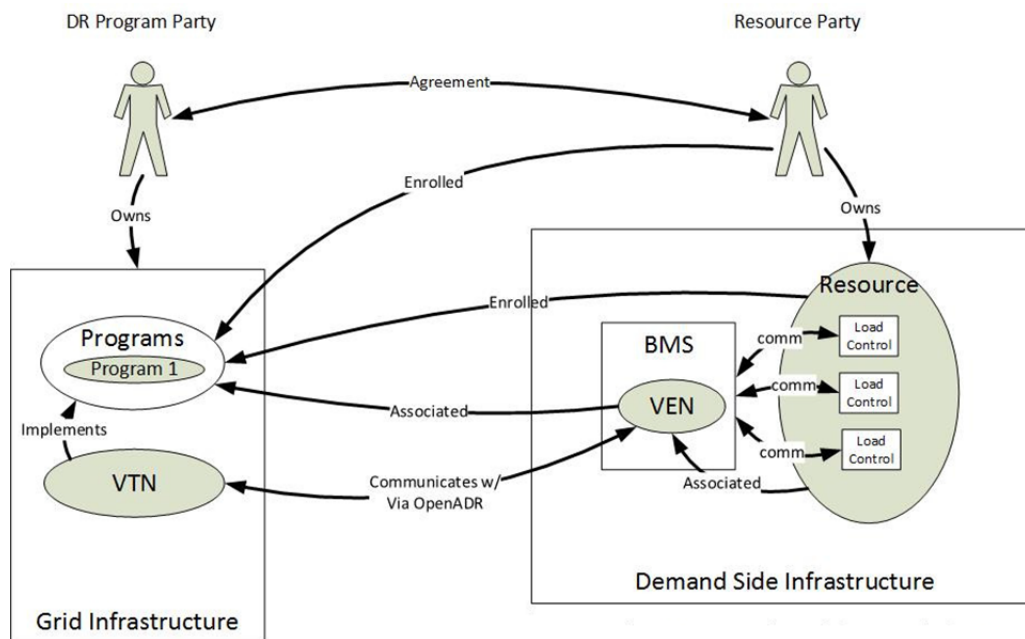 DR Program Party
Resource Party
Agreement
Enrolled
Owns
Owns
Resource
Enrolled
Programs
Program 1
BMS
comm
Load
Control
VEN
comm
Load
Control
Associated
Implements
comm
Load
Control
VTN
Communicates w/
Via OpenADR
Associated
Demand Side Infrastructure
Grid Infrastructure